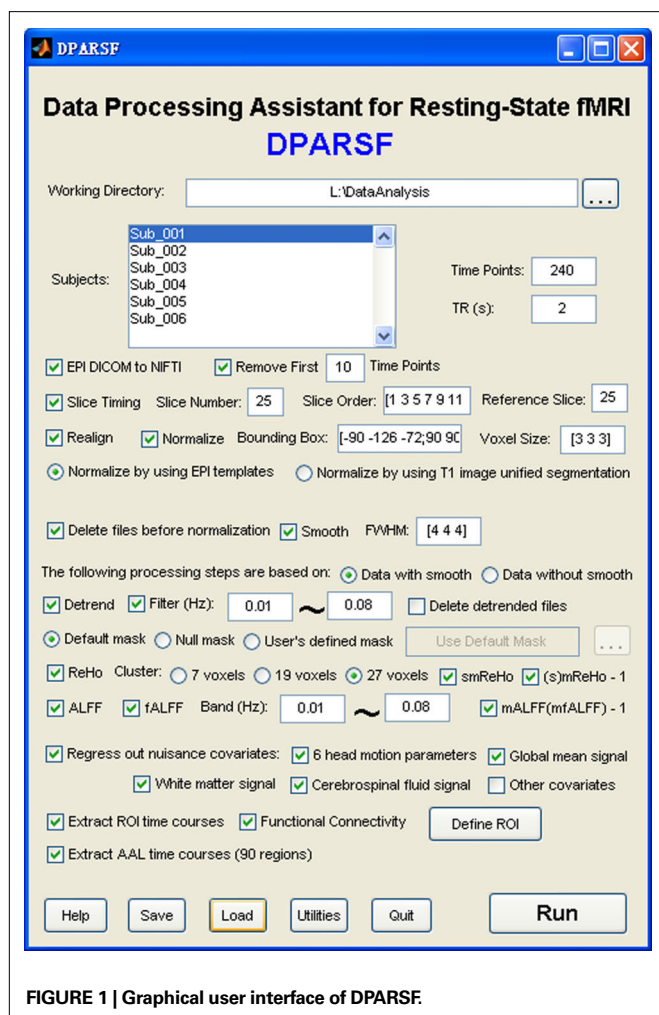 DPARSF
Data Processing Assistant for Resting-State fMRI
DPARSF
Working Directory: L:\DataAnalysis ...
Sub_001
Sub_002
Subjects: Sub_003
Sub_004
Sub_005
Sub_006
Time Points: 240
TR (s): 2
EPI DICOM to NIFTI Remove First 10 Time Points
Slice Timing Slice Number: 25 Slice Order: [1 3 5 7 9 11 Reference Slice: 25
Realign Normalize Bounding Box: [-90 -126 -72;90 90 Voxel Size: [3 3 3]
Normalize by using EPI templates Normalize by using T1 image unified segmentation
Delete files before normalization Smooth FWHM: [4 4 4]
The following processing steps are based on: Data with smooth Data without smooth
Detrend Filter (Hz): 0.01 ~ 0.08 Delete detrended files
Default mask Null mask User's defined mask Use Default Mask ...
ReHo Cluster: 7 voxels 19 voxels 27 voxels smReHo (s)mReHo - 1
ALFF fALFF Band (Hz): 0.01 ~ 0.08 mALFF(mfALFF) - 1
Regress out nuisance covariates: 6 head motion parameters Global mean signal
White matter signal Cerebrospinal fluid signal Other covariates
Extract ROI time courses Functional Connectivity Define ROI
Extract AAL time courses (90 regions)
Help Save Load Utilities Quit Run
FIGURE 1 | Graphical user interface of DPARSF.